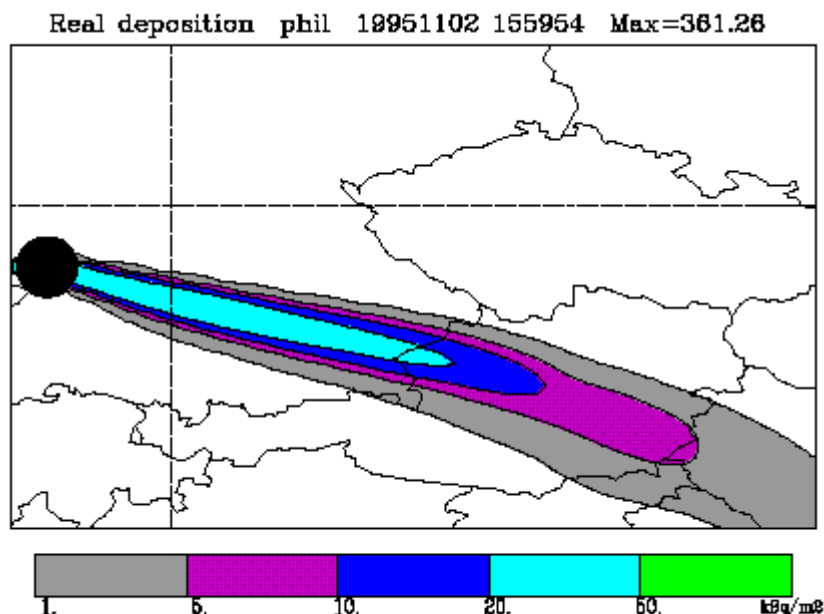 Real deposition phil 19951102 155954 Max=361.26
1. 5. 10. 20. 50. kBq/m2